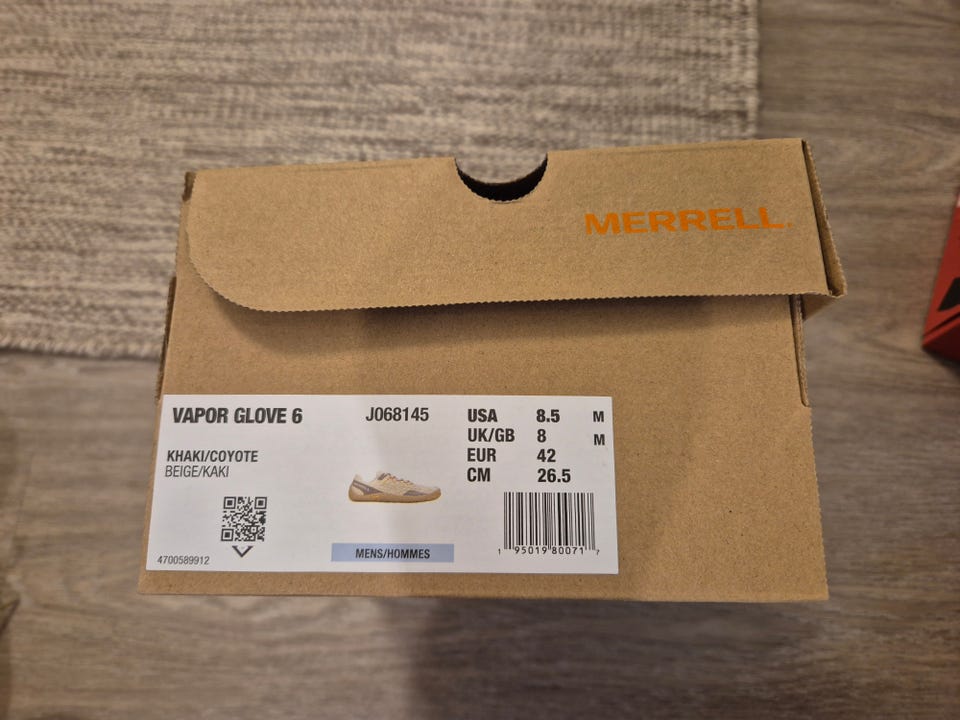 MERRELL
VAPOR GLOVE 6 J068145
USA 8.5 M
UK/GB 8 M
EUR 42
CM 26.5
KHAKI/COYOTE
BEIGE/KAKI
4700589912
MENS/HOMMES
1 95019 80071 7